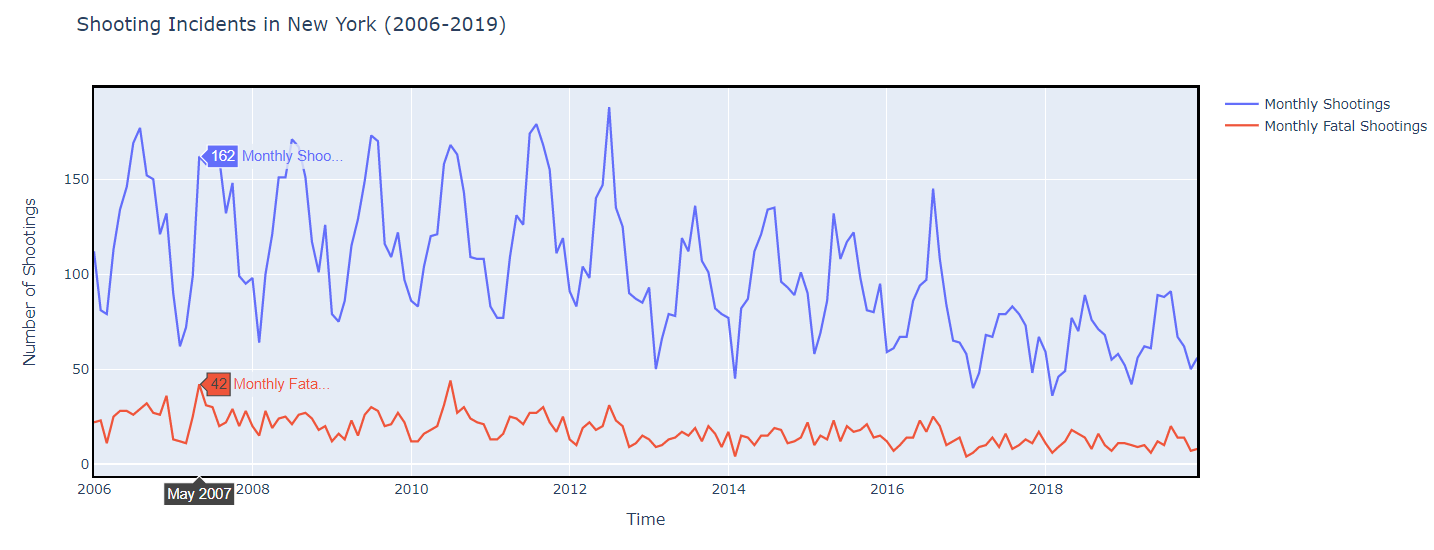 Shooting Incidents in New York (2006-2019)
Monthly Shootings
Monthly Fatal Shootings
Number of Shootings
150
100
50
0
162 Monthly Shoo...
42 Monthly Fata...
May 2007
2006
2008
2010
2012
2014
2016
2018
Time